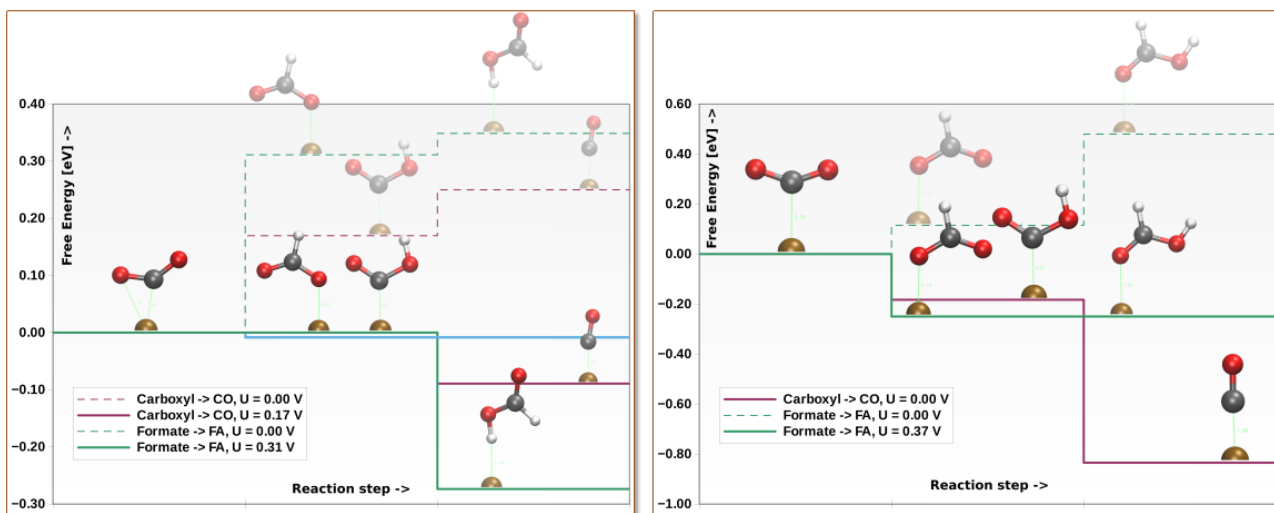 0.40
0.30
0.20
0.10
0.00
−0.10
−0.20
−0.30
Free Energy [eV] ->
Carboxyl -> CO, U = 0.00 V
Carboxyl -> CO, U = 0.17 V
Formate -> FA, U = 0.00 V
Formate -> FA, U = 0.31 V
Reaction step ->
0.60
0.40
0.20
0.00
−0.20
−0.40
−0.60
−0.80
−1.00
Free Energy [eV] ->
Carboxyl -> CO, U = 0.00 V
Formate -> FA, U = 0.00 V
Formate -> FA, U = 0.37 V
Reaction step ->